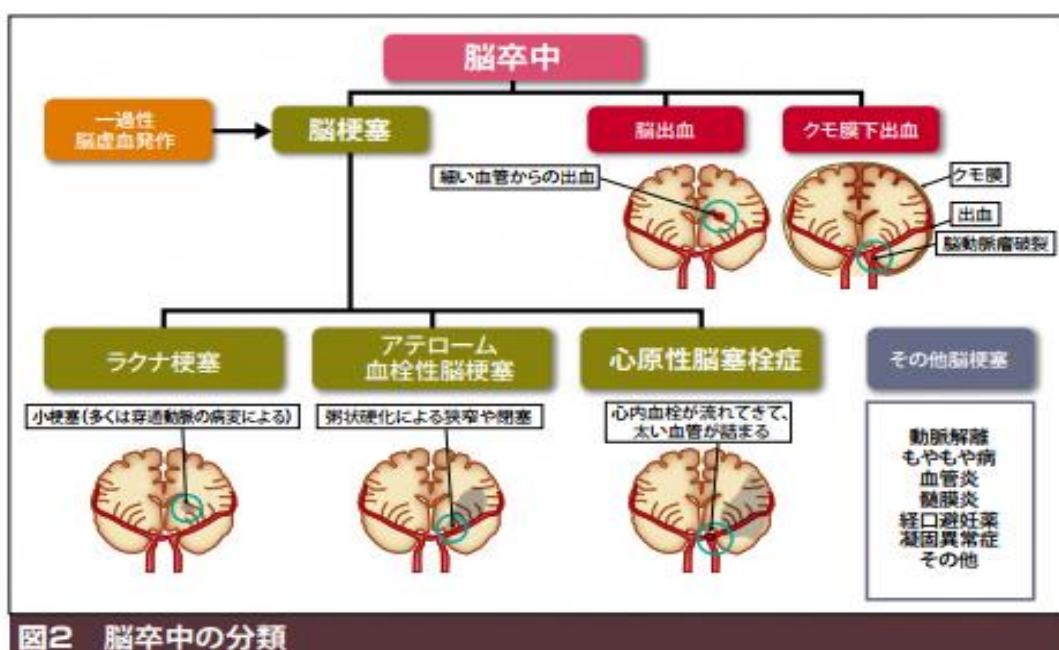 脳卒中
一過性
脳虚血発作
脳梗塞
脳出血
クモ膜下出血
細い血管からの出血
クモ膜
出血
脳動脈瘤破裂
ラクナ梗塞
アテローム
血栓性脳梗塞
心原性脳塞栓症
その他脳梗塞
小梗塞(多くは穿通動脈の病変による)
粥状硬化による狭窄や閉塞
心内血栓が流れてきて、
太い血管が詰まる
動脈解離
もやもや病
血管炎
髄膜炎
経口避妊薬
凝固異常症
その他
図2 脳卒中の分類